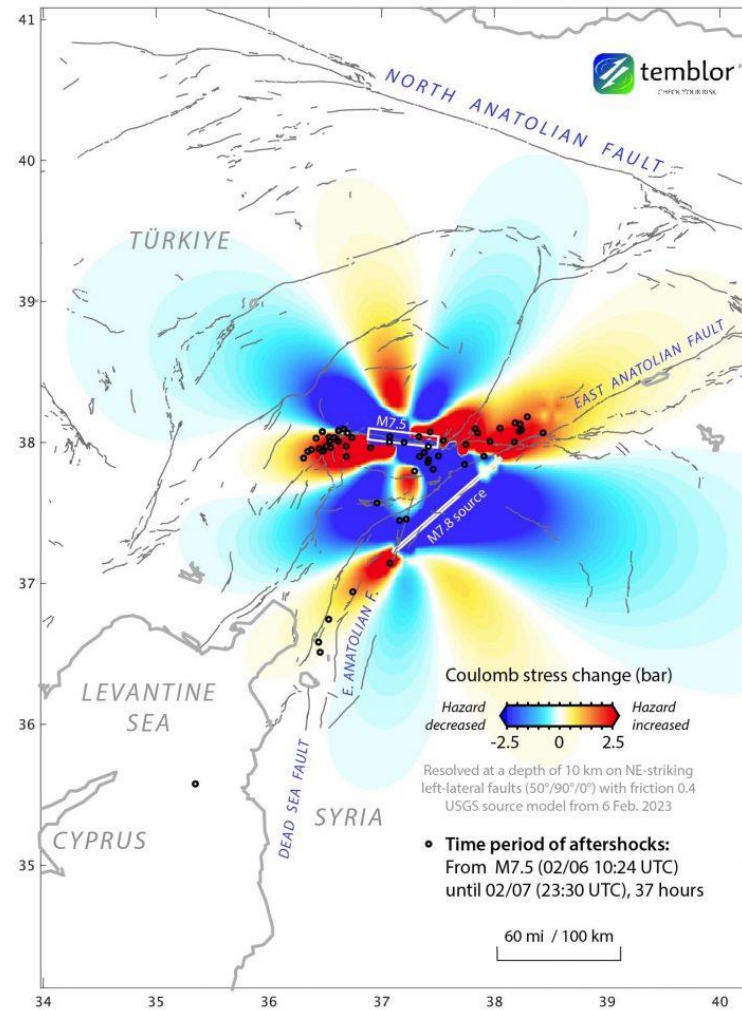 41
temblor
CHECK YOUR RISK
NORTH ANATOLIAN FAULT
40
TÜRKIYE
39
EAST ANATOLIAN FAULT
M7.5
38
M7.8 source
37
E. ANATOLIAN F.
Coulomb stress change (bar)
LEVANTINE
SEA
Hazard
decreased
Hazard
increased
36
-2.5 0 2.5
DEAD SEA FAULT
Resolved at a depth of 10 km on NE-striking
left-lateral faults (50°/90°/0°) with friction 0.4
USGS source model from 6 Feb. 2023
SYRIA
CYPRUS
Time period of aftershocks:
From M7.5 (02/06 10:24 UTC)
until 02/07 (23:30 UTC), 37 hours
35
60 mi / 100 km
34 35 36 37 38 39 40